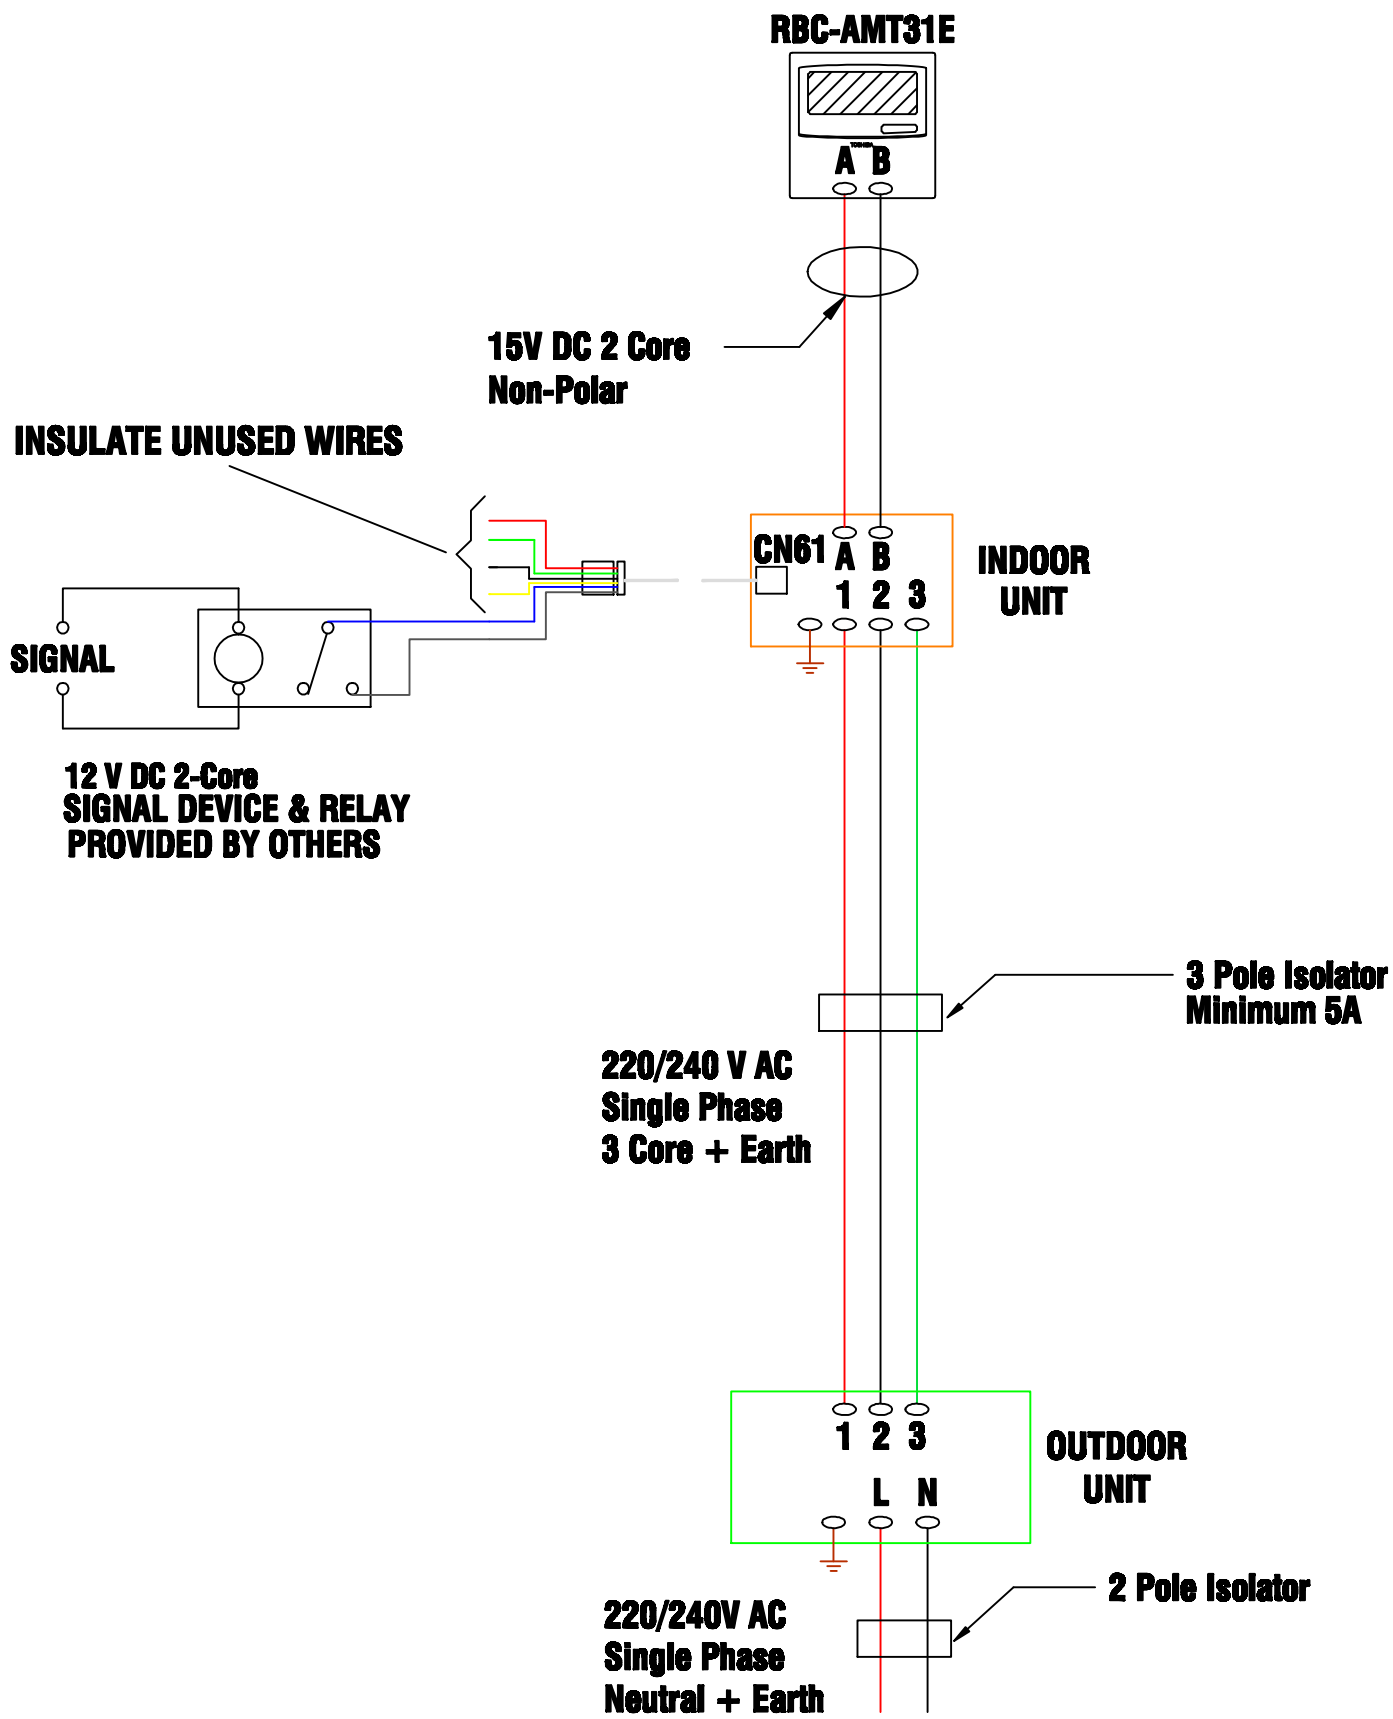 RBC-AMT31E
TOSHIBA
A B
15V DC 2 Core
Non-Polar
INSULATE UNUSED WIRES
CN61 A B
1 2 3
INDOOR
UNIT
SIGNAL
12 V DC 2-Core
SIGNAL DEVICE & RELAY
PROVIDED BY OTHERS
3 Pole Isolator
Minimum 5A
220/240 V AC
Single Phase
3 Core + Earth
1 2 3
L N
OUTDOOR
UNIT
2 Pole Isolator
220/240V AC
Single Phase
Neutral + Earth